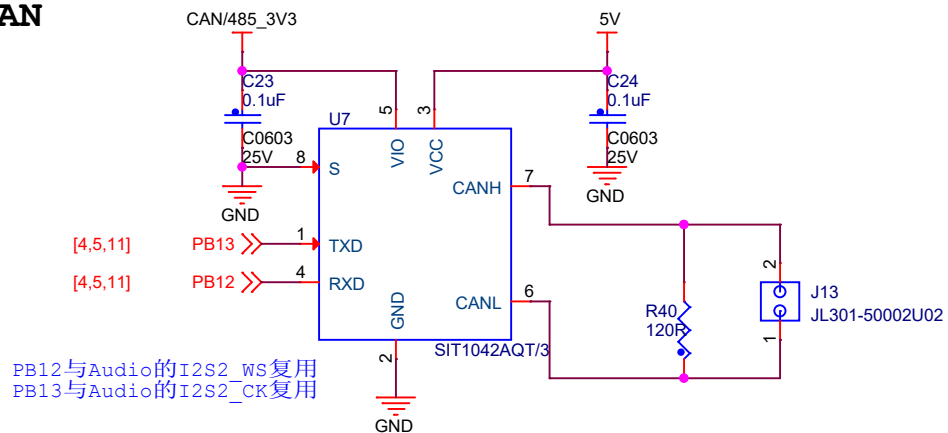 AN
CAN/485_3V3
5V
C23
0.1uF
C0603
25V
C24
0.1uF
C0603
25V
GND
GND
U7
5
3
VIO
VCC
8
S
CANH
7
[4,5,11]
PB13
1
TXD
[4,5,11]
PB12
4
RXD
CANL
6
GND
2
SIT1042AQT/3
R40
120R
2
1
J13
JL301-50002U02
PB12与Audio的I2S2_WS复用
PB13与Audio的I2S2_CK复用
GND